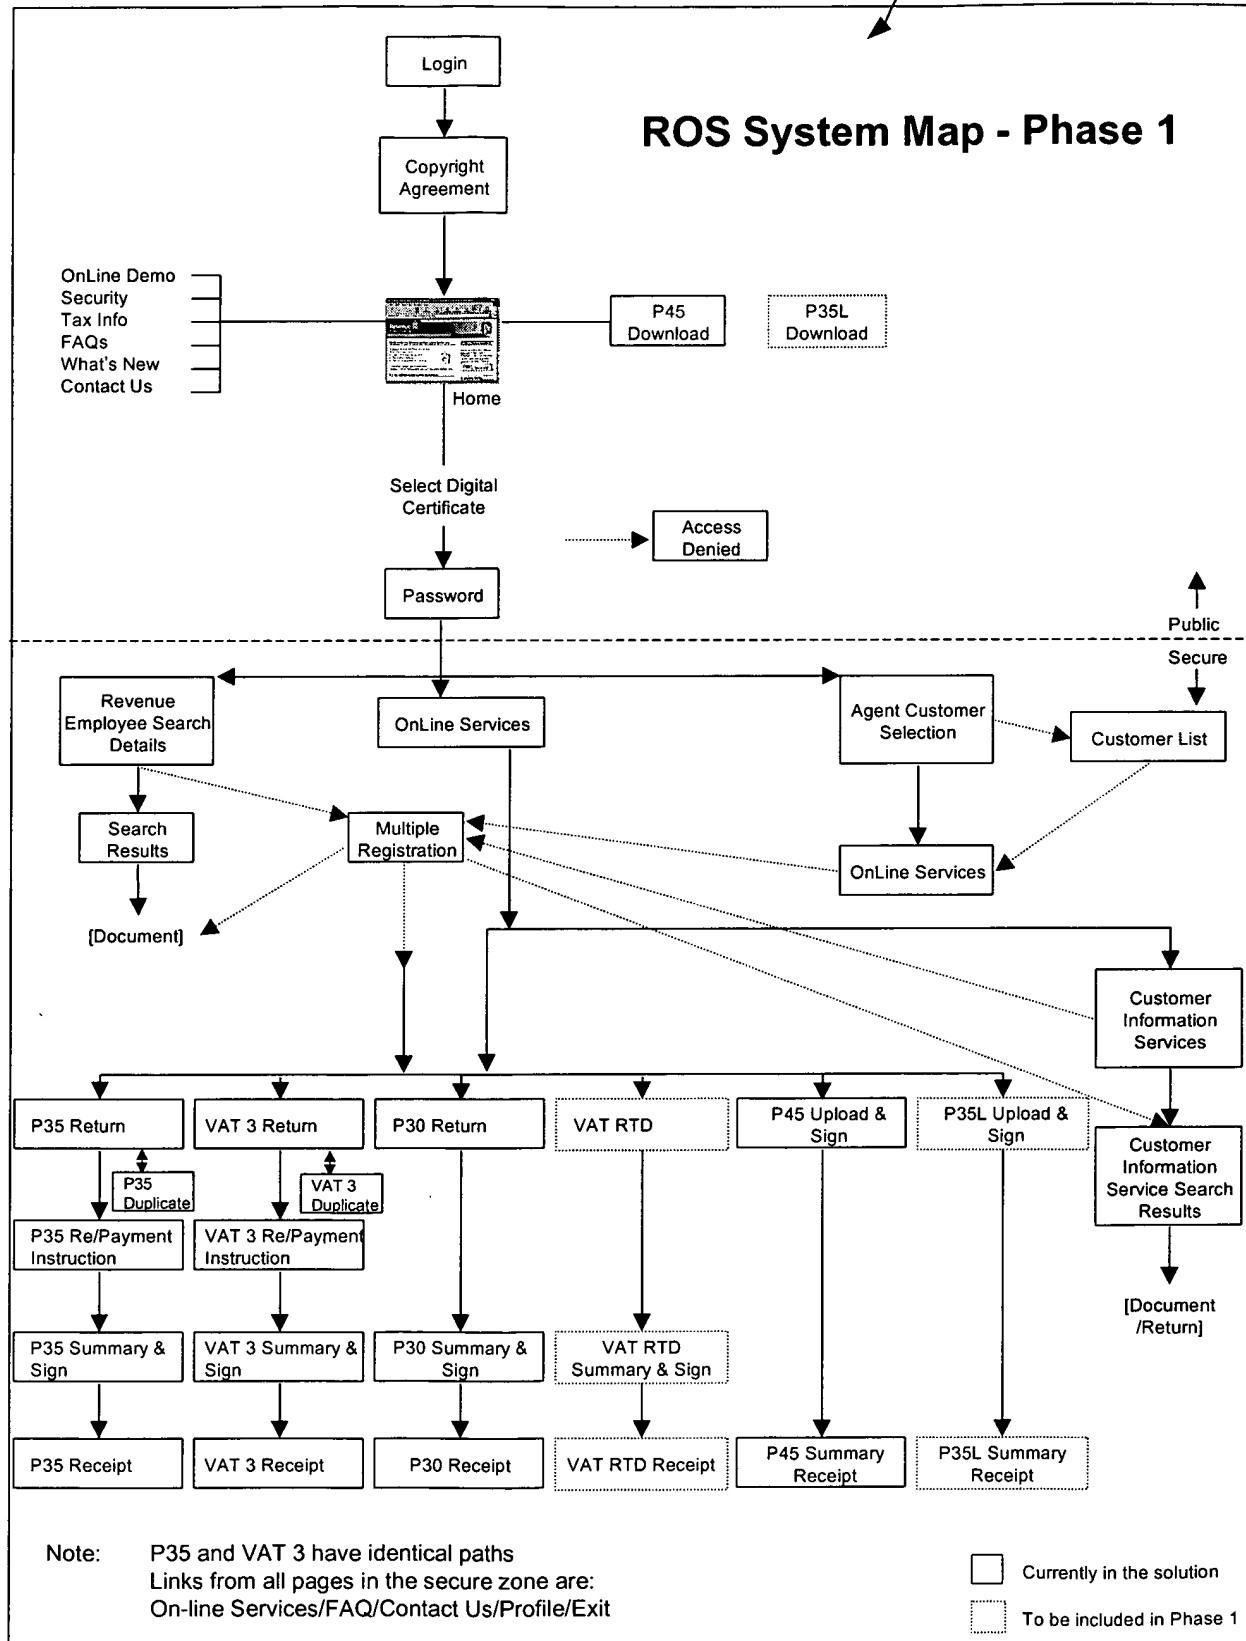 Login
ROS System Map - Phase 1
Copyright
Agreement
OnLine Demo
Security
Tax Info
FAQs
What's New
Contact Us
P45
Download
P35L
Download
Home
Select Digital
Certificate
Access
Denied
Password
Public
Secure
Revenue
Employee Search
Details
OnLine Services
Agent Customer
Selection
Customer List
Search
Results
Multiple
Registration
OnLine Services
[Document]
Customer
Information
Services
P35 Return
VAT 3 Return
P30 Return
VAT RTD
P45 Upload &
Sign
P35L Upload &
Sign
P35
Duplicate
VAT 3
Duplicate
Customer
Information
Service Search
Results
P35 Re/Payment
Instruction
VAT 3 Re/Payment
Instruction
[Document
/Return]
P35 Summary &
Sign
VAT 3 Summary &
Sign
P30 Summary &
Sign
VAT RTD
Summary & Sign
P35 Receipt
VAT 3 Receipt
P30 Receipt
VAT RTD Receipt
P45 Summary
Receipt
P35L Summary
Receipt
Note: P35 and VAT 3 have identical paths
Links from all pages in the secure zone are:
On-line Services/FAQ/Contact Us/Profile/Exit
Currently in the solution
To be included in Phase 1